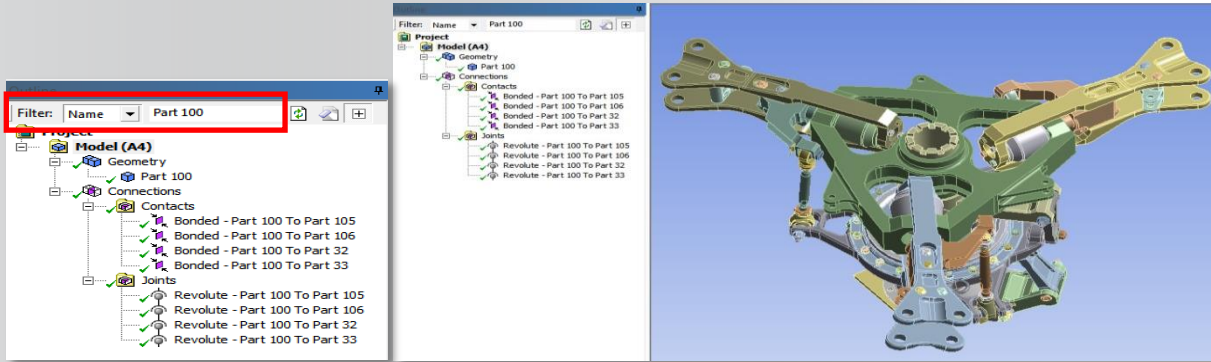 Filter: Name Part 100
Project
Model (A4)
Geometry
Part 100
Connections
Contacts
Bonded - Part 100 To Part 105
Bonded - Part 100 To Part 106
Bonded - Part 100 To Part 32
Bonded - Part 100 To Part 33
Joints
Revolute - Part 100 To Part 105
Revolute - Part 100 To Part 106
Revolute - Part 100 To Part 32
Revolute - Part 100 To Part 33
Filter: Name Part 100
Project
Model (A4)
Geometry
Part 100
Connections
Contacts
Bonded - Part 100 To Part 105
Bonded - Part 100 To Part 106
Bonded - Part 100 To Part 32
Bonded - Part 100 To Part 33
Joints
Revolute - Part 100 To Part 105
Revolute - Part 100 To Part 106
Revolute - Part 100 To Part 32
Revolute - Part 100 To Part 33